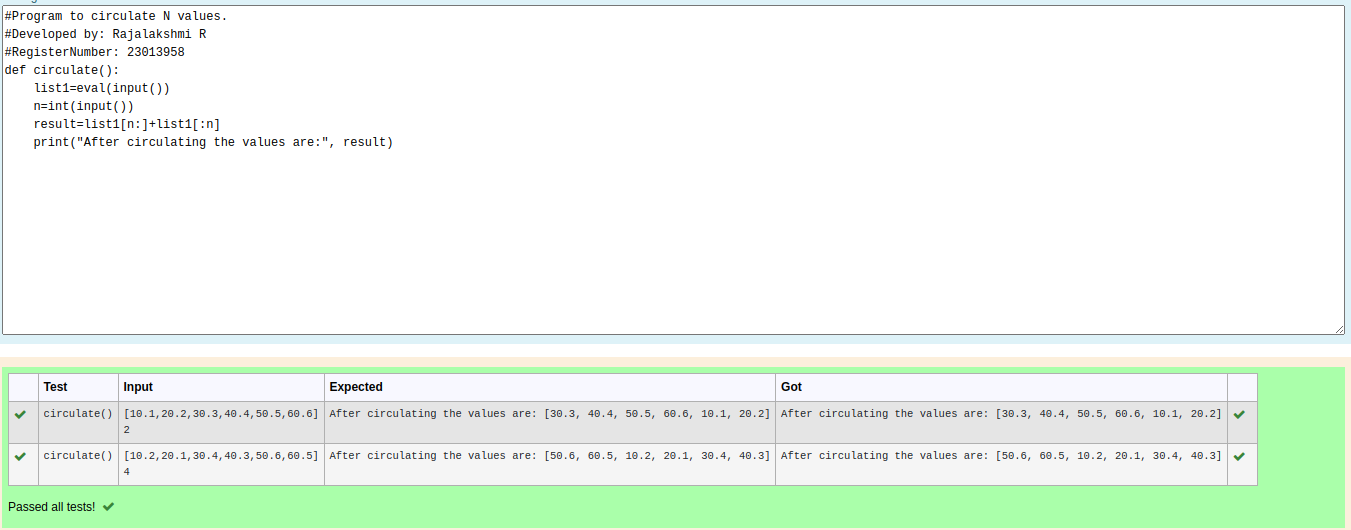 #Program to circulate N values.
#Developed by: Rajalakshmi R
#RegisterNumber: 23013958
def circulate():
    list1=eval(input())
    n=int(input())
    result=list1[n:]+list1[:n]
    print("After circulating the values are:", result)
Test Input Expected Got
circulate() [10.1,20.2,30.3,40.4,50.5,60.6] After circulating the values are: [30.3, 40.4, 50.5, 60.6, 10.1, 20.2] After circulating the values are: [30.3, 40.4, 50.5, 60.6, 10.1, 20.2]
2
circulate() [10.2,20.1,30.4,40.3,50.6,60.5] After circulating the values are: [50.6, 60.5, 10.2, 20.1, 30.4, 40.3] After circulating the values are: [50.6, 60.5, 10.2, 20.1, 30.4, 40.3]
4
Passed all tests!